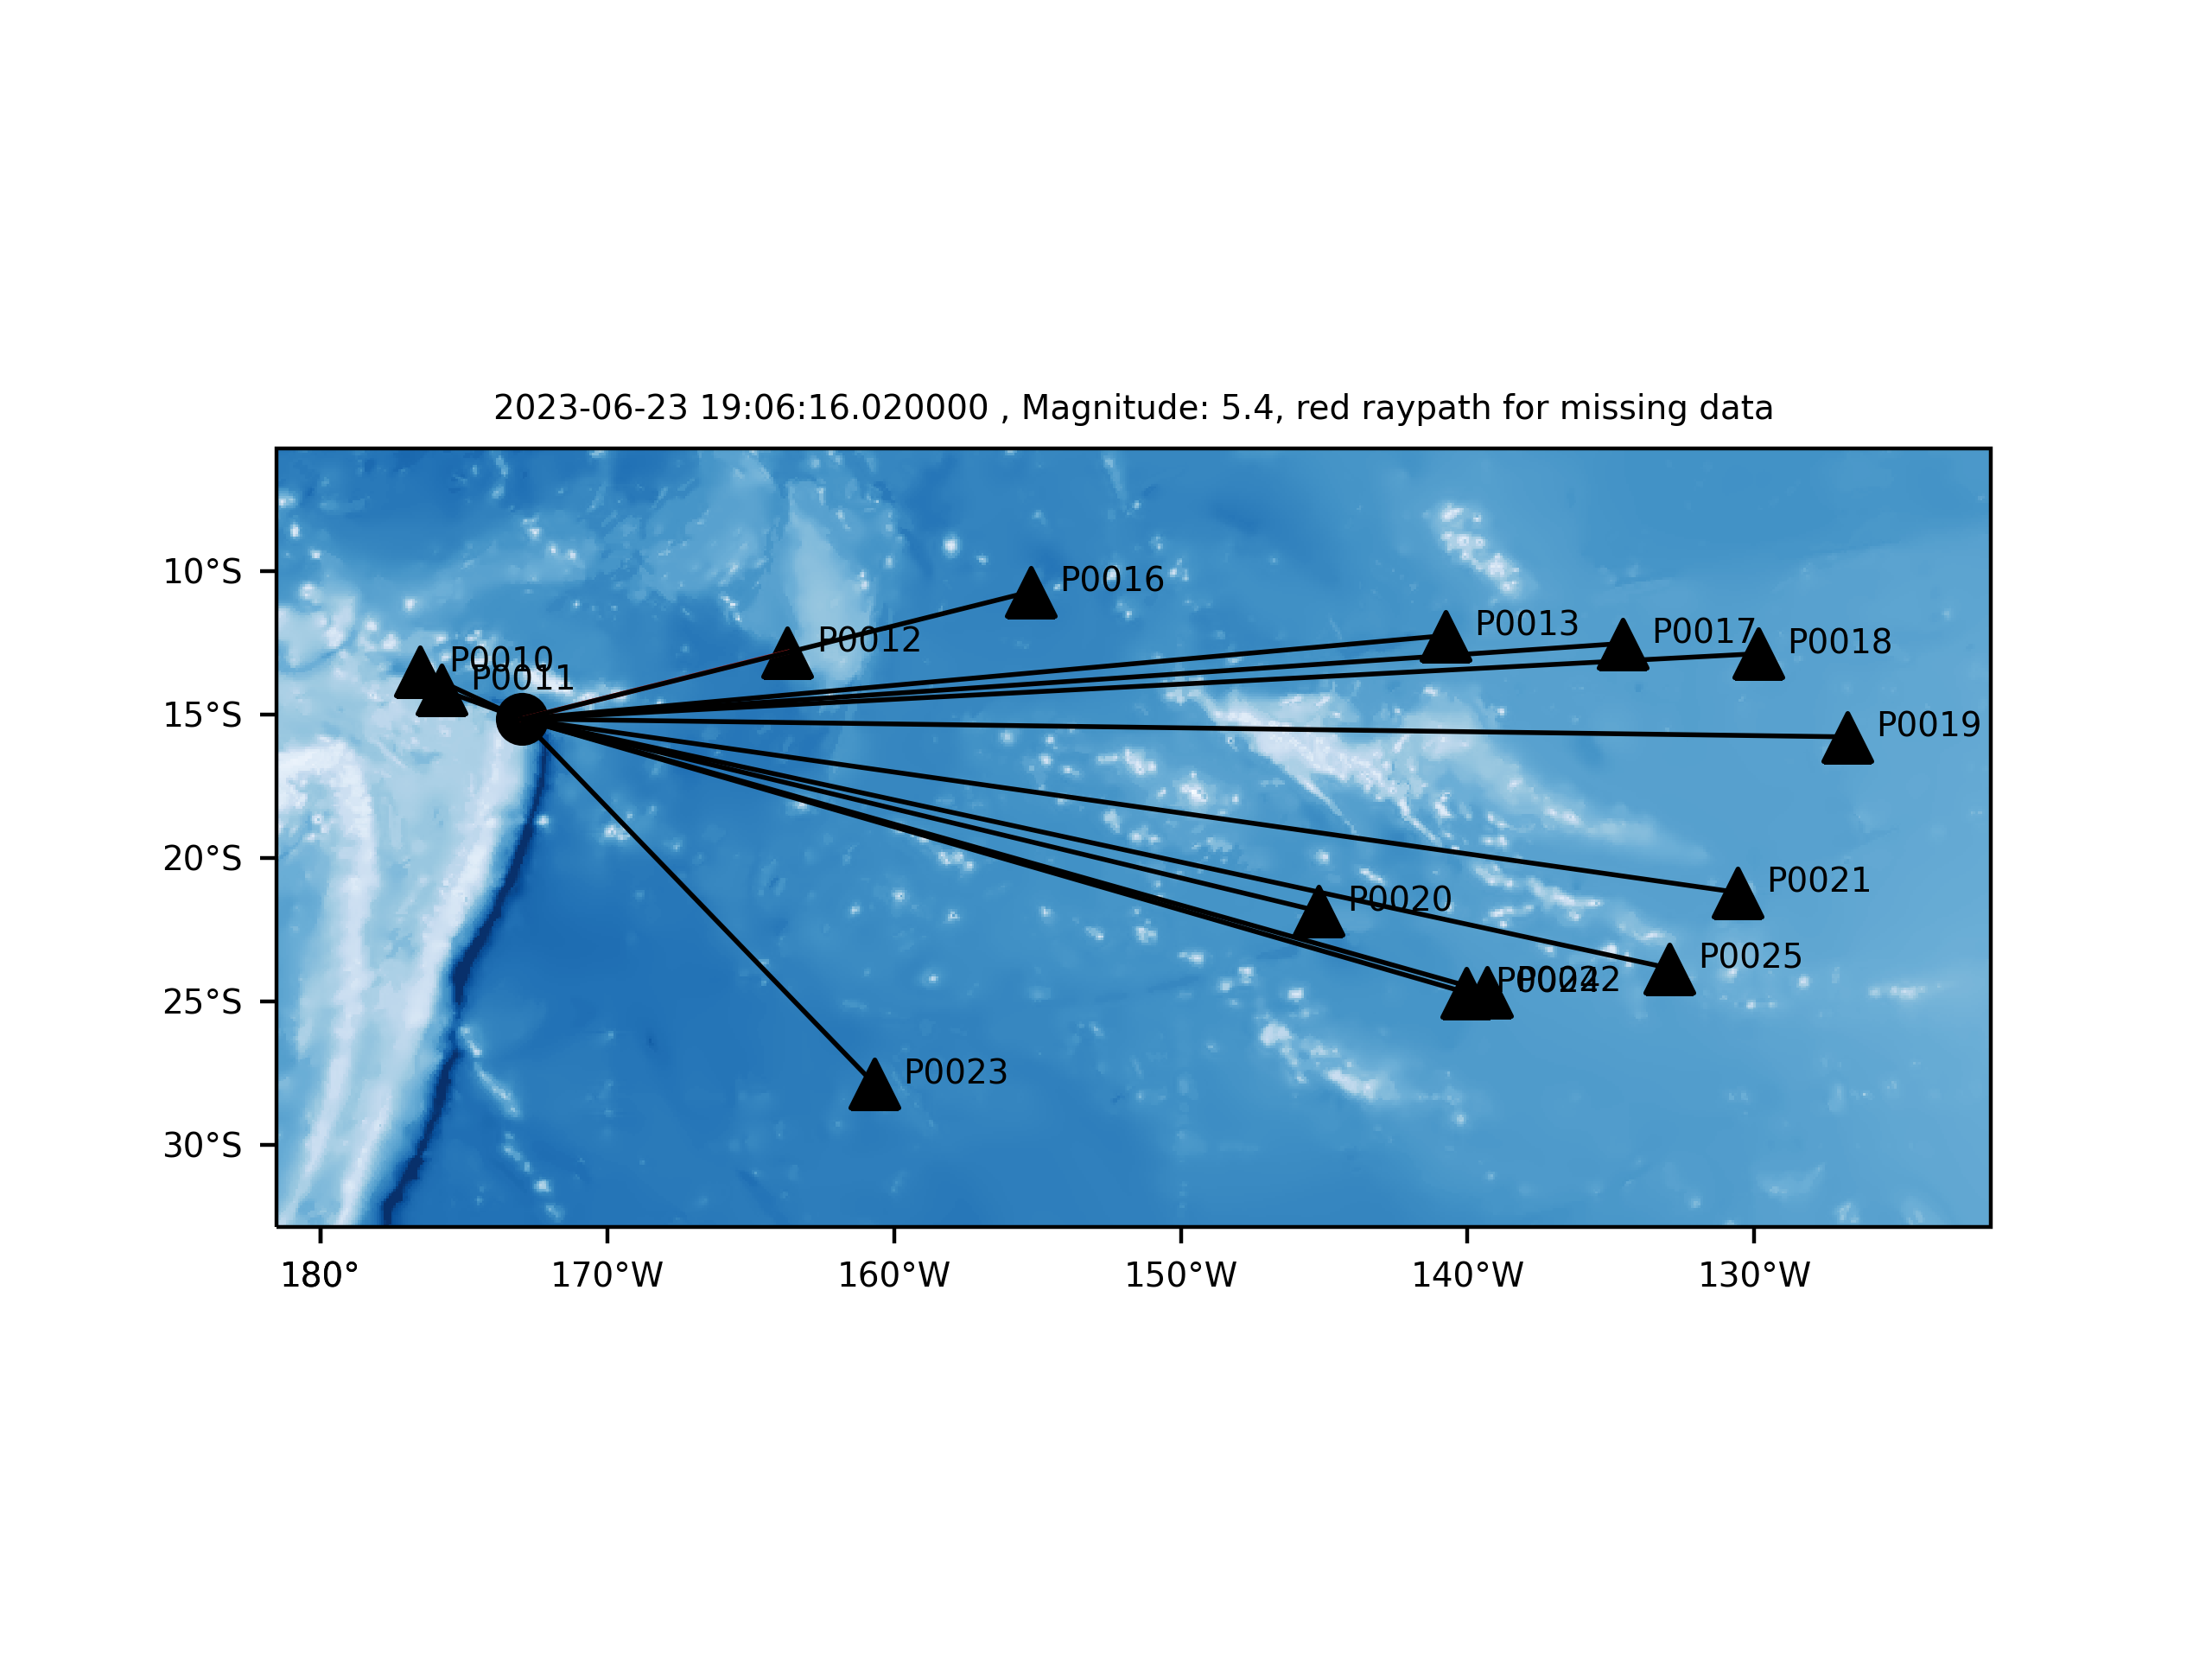 2023-06-23 19:06:16.020000 , Magnitude: 5.4, red raypath for missing data
10°S
15°S
20°S
25°S
30°S
P0016
P0013
P0017
P0018
P0012
P0010
P0011
P0019
P0021
P0020
P0025
P0024
P0022
P0023
180°
170°W
160°W
150°W
140°W
130°W